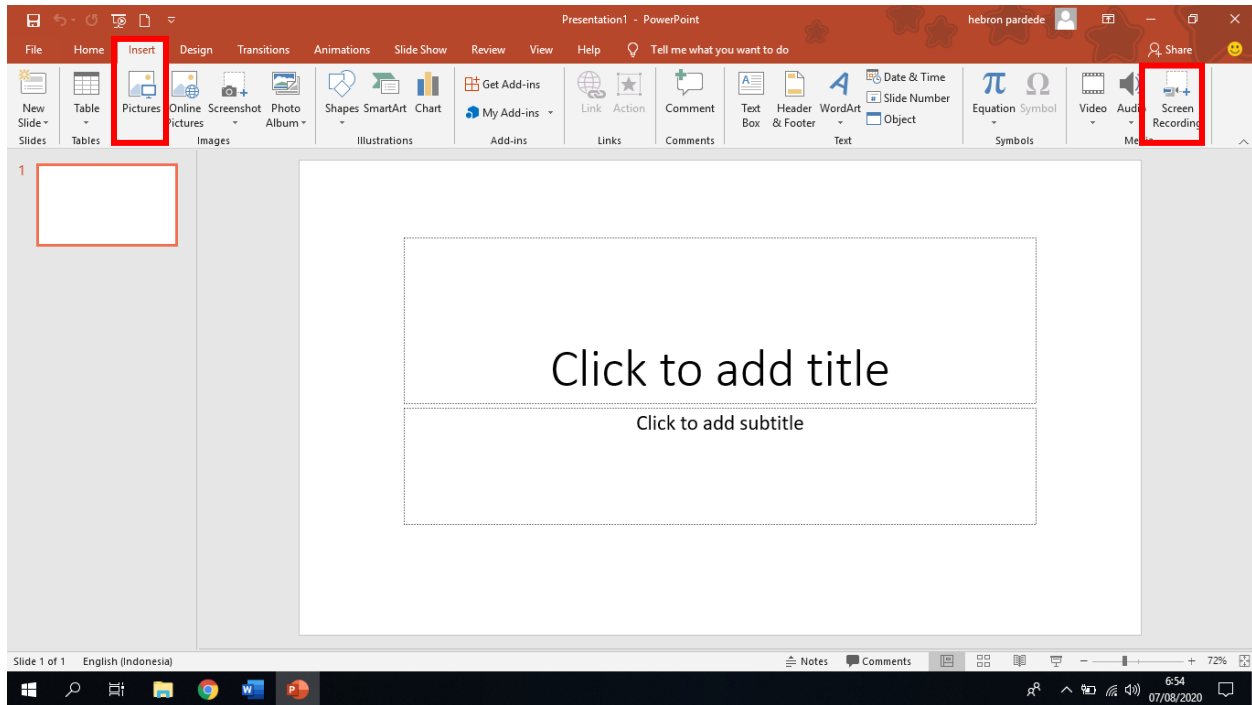 Presentation1 - PowerPoint
hebron pardede
File Home Insert Design Transitions Animations Slide Show Review View Help Tell me what you want to do Share
New Slide
Table
Pictures
Online Pictures
Screenshot
Photo Album
Shapes
SmartArt
Chart
Get Add-ins
My Add-ins
Link
Action
Comment
Text Box
Header & Footer
WordArt
Date & Time
Slide Number
Object
Equation
Symbol
Video
Audio
Screen Recording
Slides Tables Images Illustrations Add-ins Links Comments Text Symbols
1
Click to add title
Click to add subtitle
Slide 1 of 1 English (Indonesia) Notes Comments 72%
6:54
07/08/2020